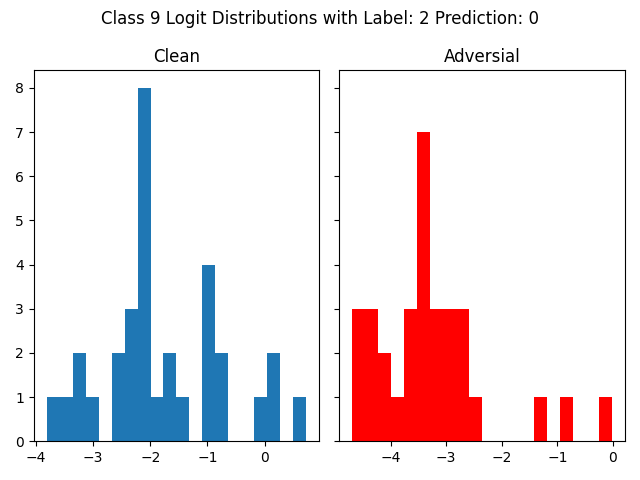 Class 9 Logit Distributions with Label: 2 Prediction: 0
Clean
Adversial
8
7
6
5
4
3
2
1
0
−4 −3 −2 −1 0
−4 −3 −2 −1 0